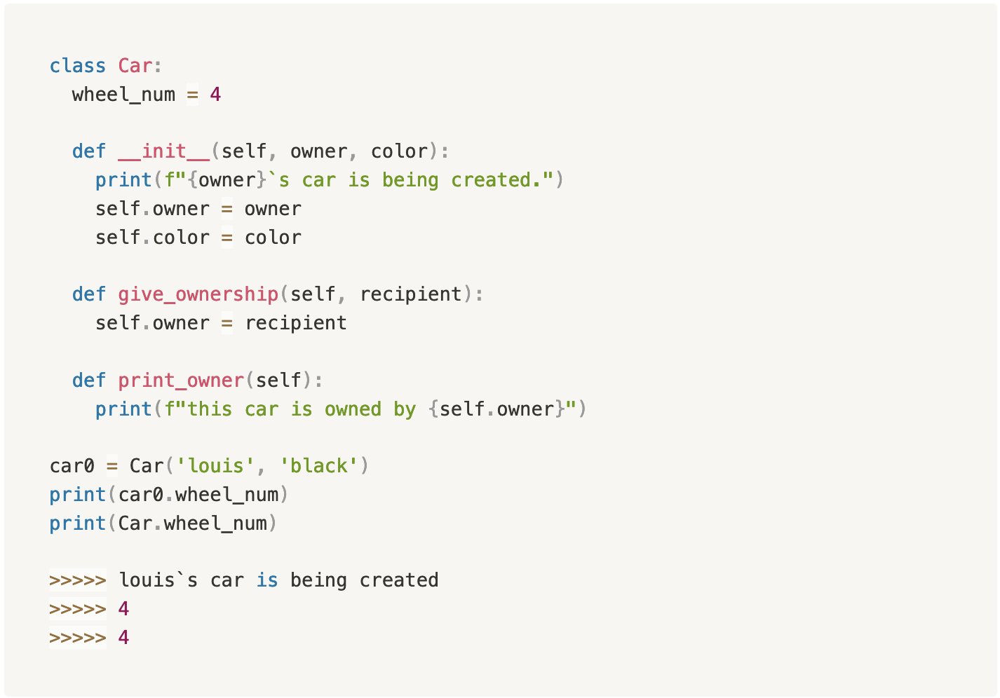 class Car:
  wheel_num = 4

  def __init__(self, owner, color):
    print(f"{owner}`s car is being created.")
    self.owner = owner
    self.color = color

  def give_ownership(self, recipient):
    self.owner = recipient

  def print_owner(self):
    print(f"this car is owned by {self.owner}")

car0 = Car('louis', 'black')
print(car0.wheel_num)
print(Car.wheel_num)

>>>>> louis`s car is being created
>>>>> 4
>>>>> 4